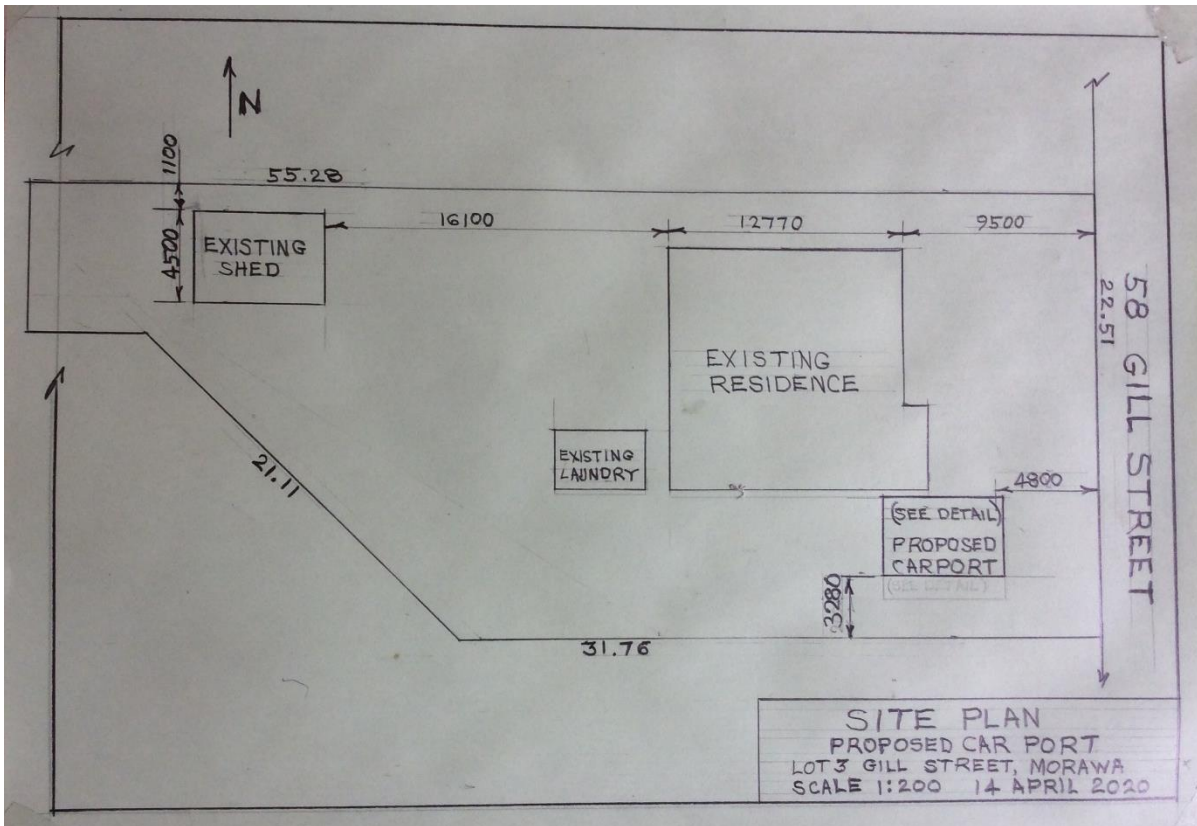 N
1100
55.28
16100
12770
9500
4500
EXISTING
SHED
58 GILL STREET
22.51
EXISTING
RESIDENCE
21.11
EXISTING
LAUNDRY
4800
(SEE DETAIL)
PROPOSED
CARPORT
(SEE DETAIL)
3280
31.76
SITE PLAN
PROPOSED CAR PORT
LOT 3 GILL STREET, MORAWA
SCALE 1:200 14 APRIL 2020